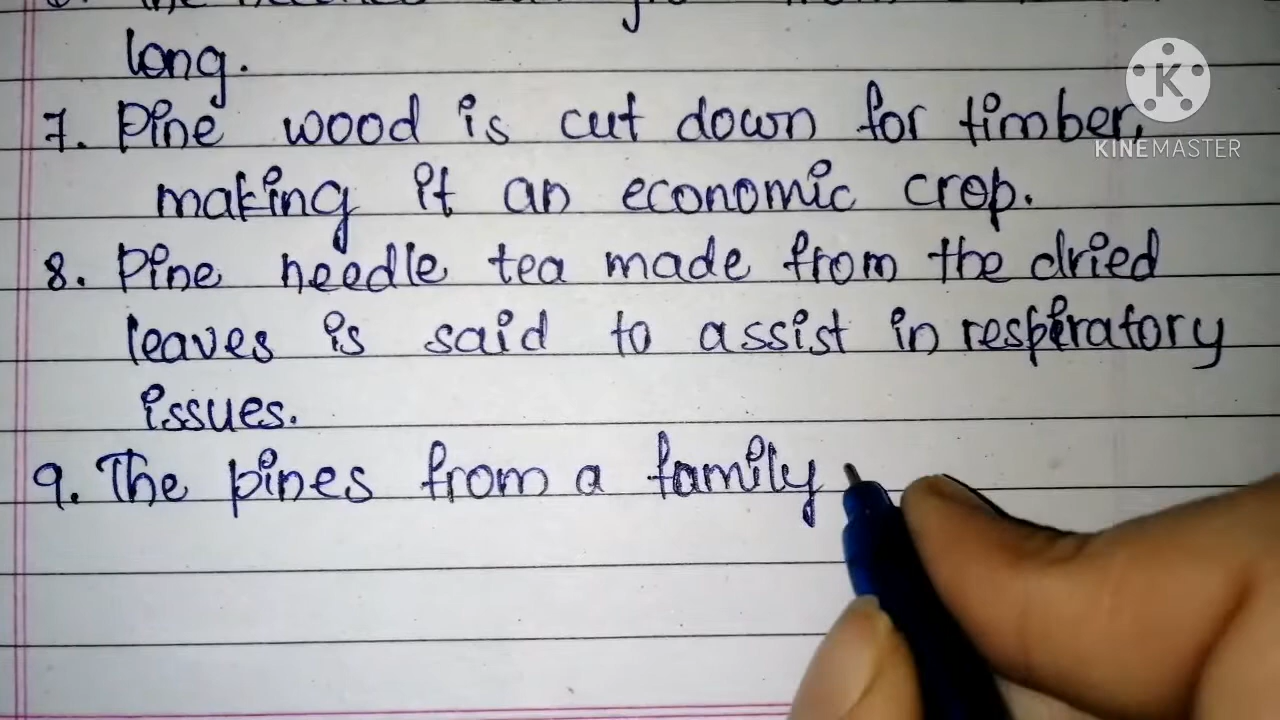 long.
7. Pine wood is cut down for timber,
making it an economic crop.
8. Pine needle tea made from the dried
leaves is said to assist in respiratory
issues.
9. The pines from a family
K
KINEMASTER